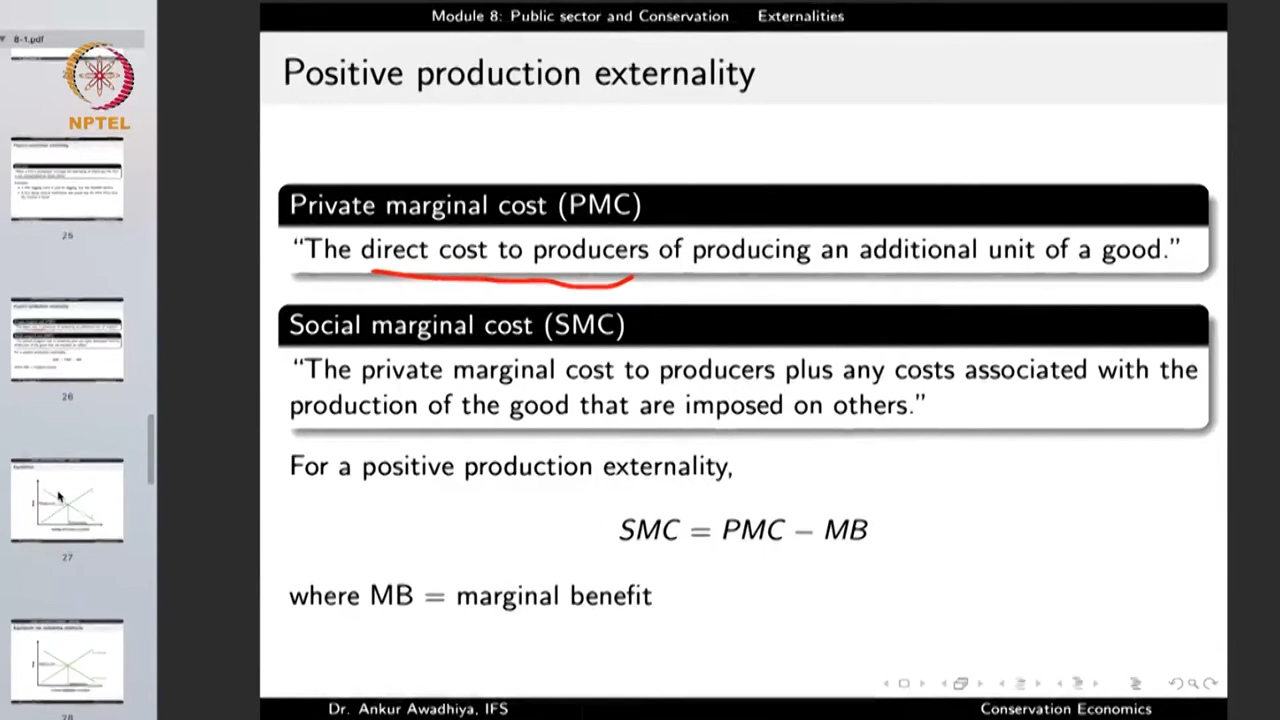 Module 8: Public sector and Conservation Externalities
8-1.pdf
NPTEL
Positive production externality
Private marginal cost (PMC)
“The direct cost to producers of producing an additional unit of a good.”
Social marginal cost (SMC)
“The private marginal cost to producers plus any costs associated with the
production of the good that are imposed on others.”
For a positive production externality,
SMC = PMC − MB
where MB = marginal benefit
25
26
27
28
Dr. Ankur Awadhiya, IFS Conservation Economics